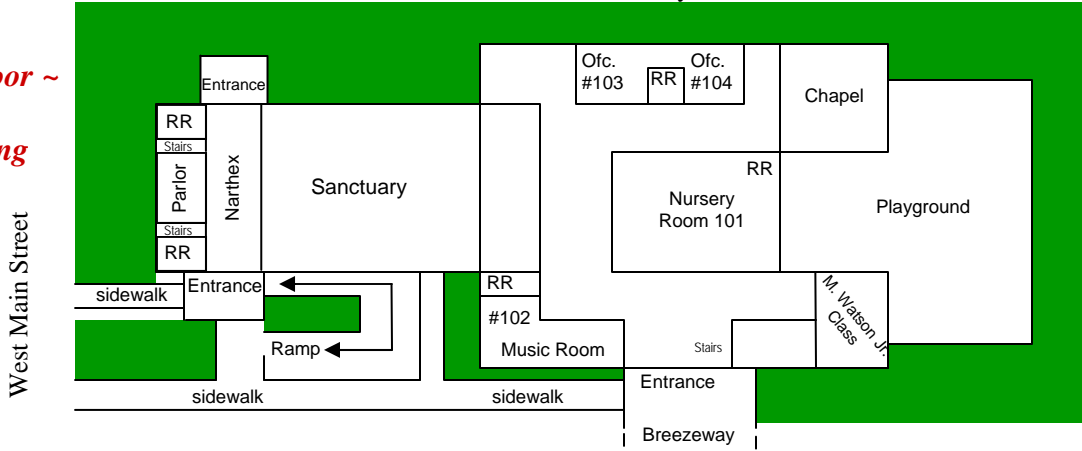 oor ~
ng
West Main Street
Entrance
RR
Stairs
Parlor
Stairs
RR
Narthex
Sanctuary
Entrance
sidewalk
Ramp
sidewalk
sidewalk
Ofc.
#103
RR
Ofc.
#104
Chapel
RR
Nursery
Room 101
Playground
RR
#102
Music Room
Stairs
M. Watson Jr.
Class
Entrance
Breezeway